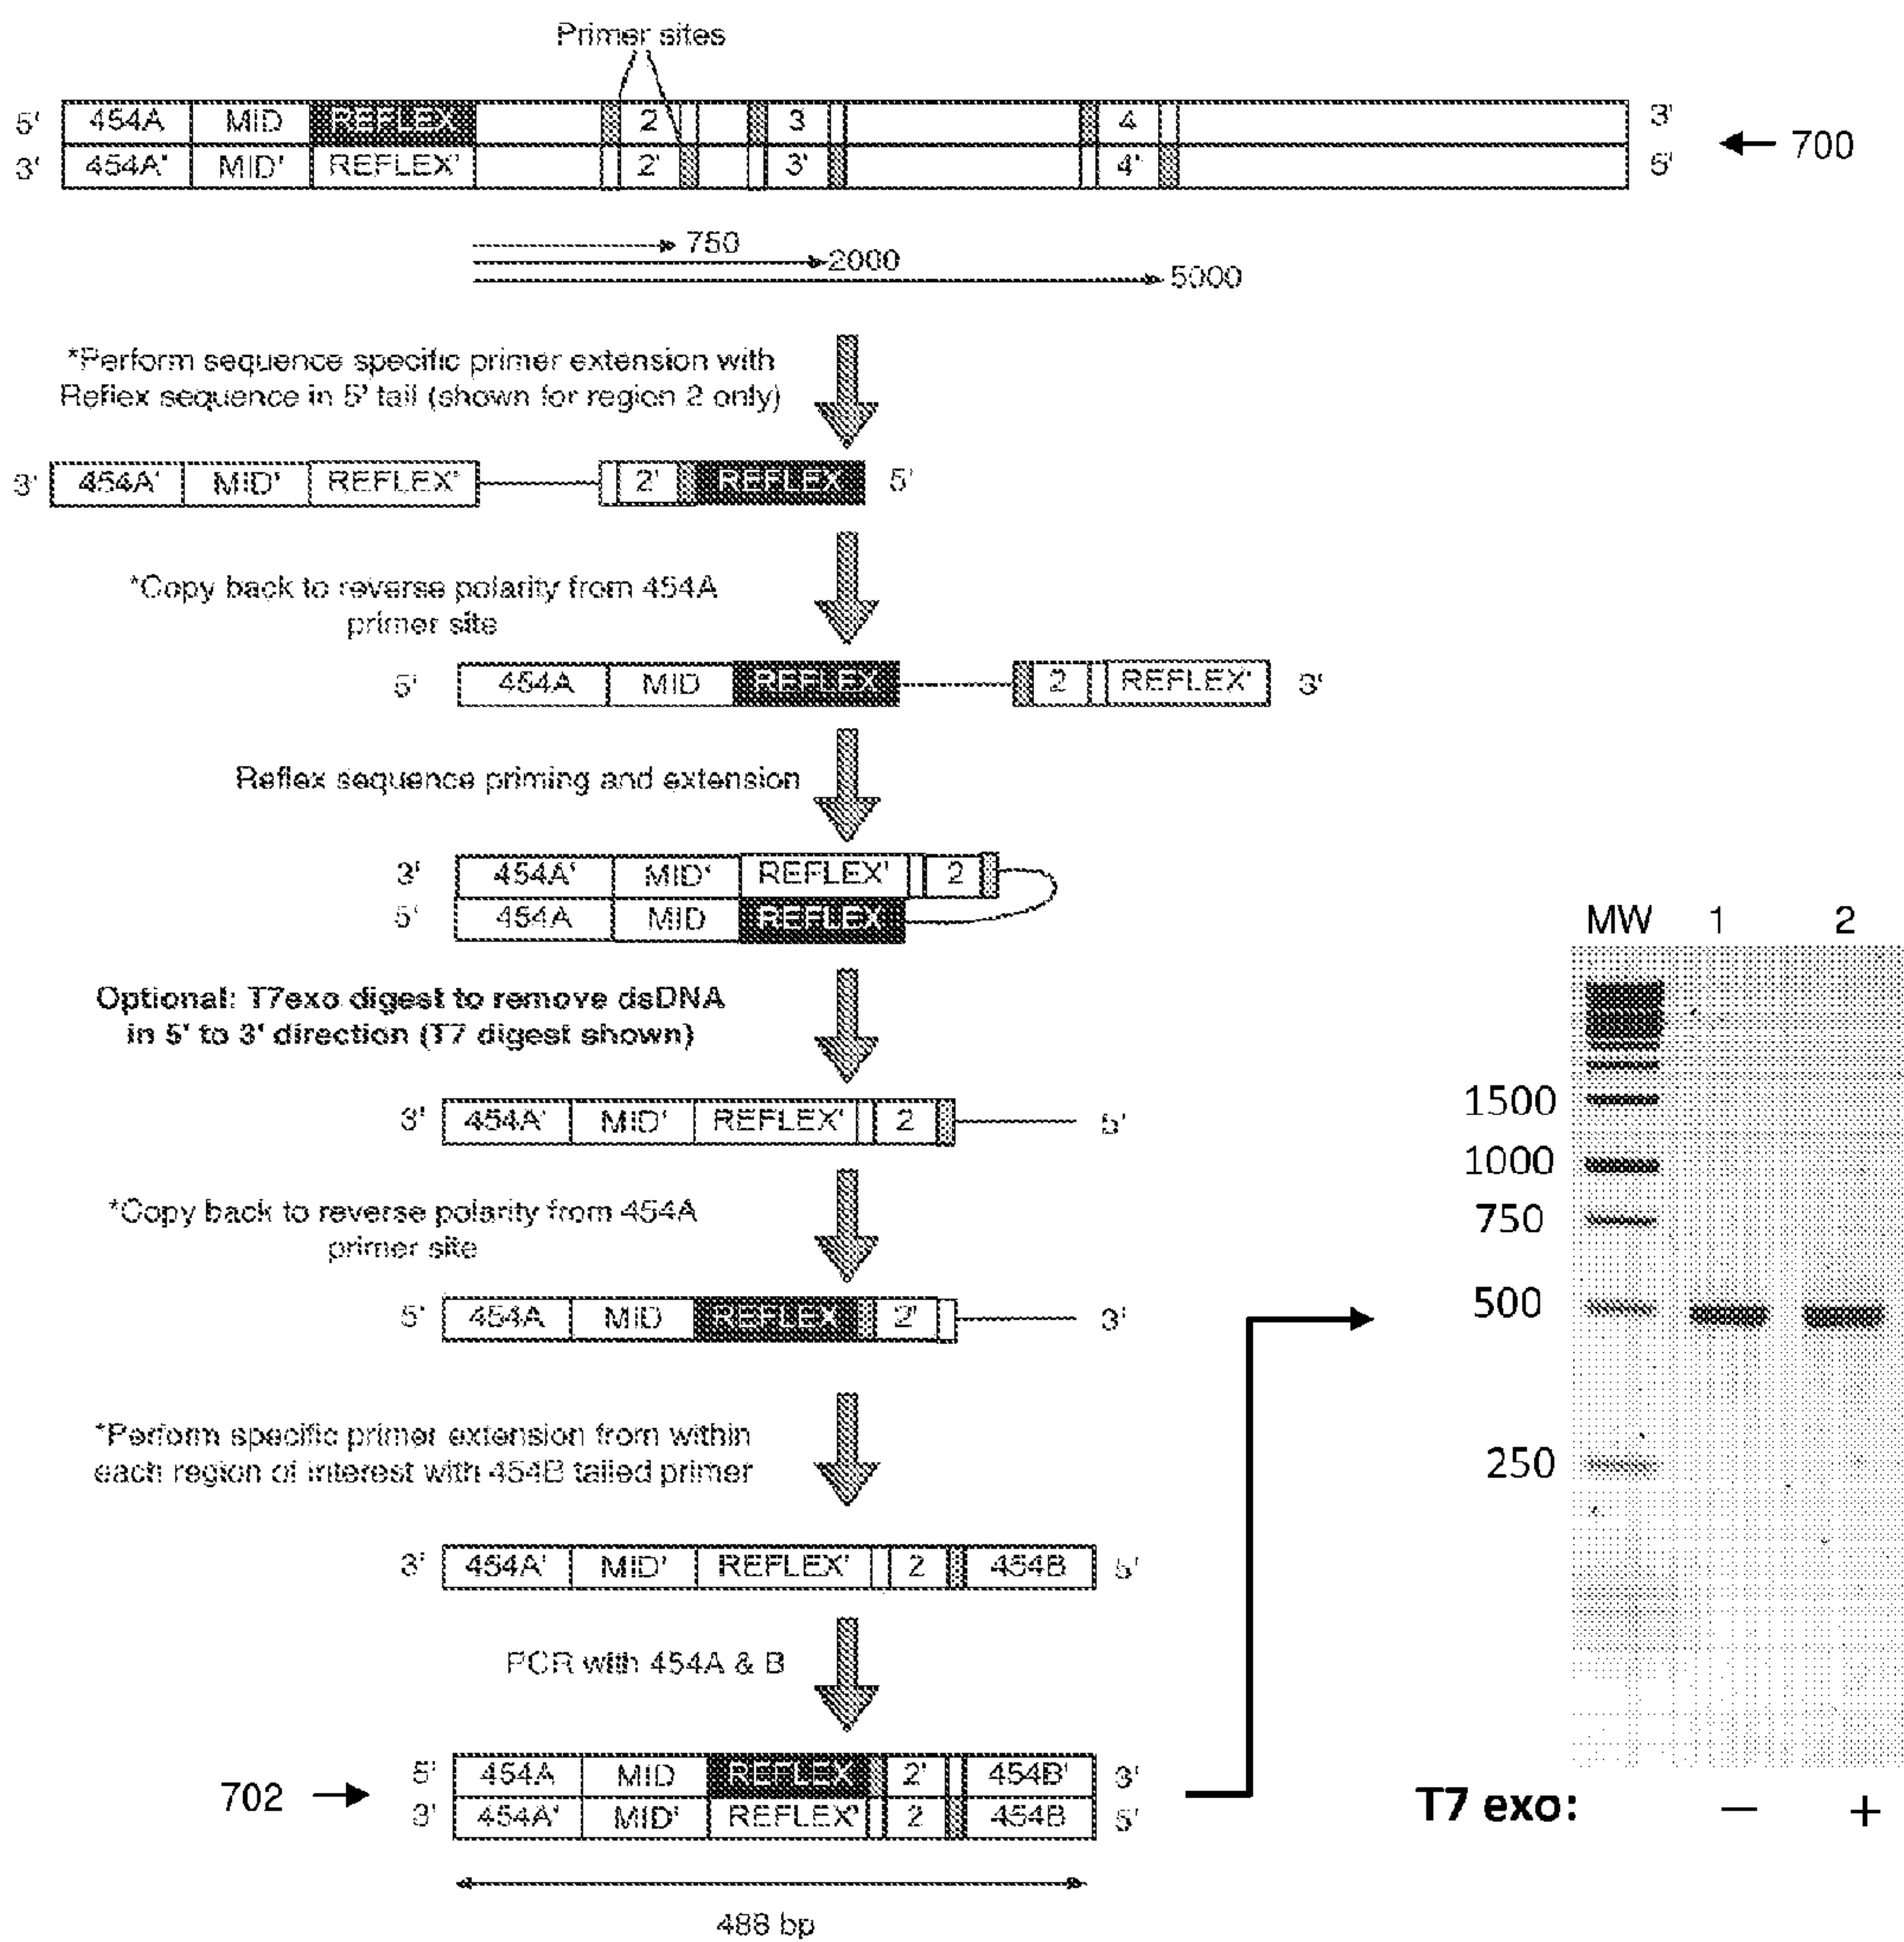 Primer sites
5' 454A MID REFLEX 2 3 4 3'
3' 454A' MID' REFLEX' 2' 3' 4' 5'
700
750
2000
5000
*Perform sequence specific primer extension with
Reflex sequence in 5' tail (shown for region 2 only)
3' 454A' MID' REFLEX' 2' REFLEX 5'
*Copy back to reverse polarity from 454A
primer site
5' 454A MID REFLEX 2 REFLEX' 3'
Reflex sequence priming and extension
3' 454A' MID' REFLEX' 2
5' 454A MID REFLEX
Optional: T7exo digest to remove dsDNA
in 5' to 3' direction (T7 digest shown)
3' 454A' MID' REFLEX' 2 5'
*Copy back to reverse polarity from 454A
primer site
5' 454A MID REFLEX 2' 3'
*Perform specific primer extension from within
each region of interest with 454B tailed primer
3' 454A' MID' REFLEX' 2 454B 5'
PCR with 454A & B
702
5' 454A MID REFLEX 2' 454B' 3'
3' 454A' MID' REFLEX' 2 454B 5'
488 bp
MW 1 2
1500
1000
750
500
250
T7 exo: − +